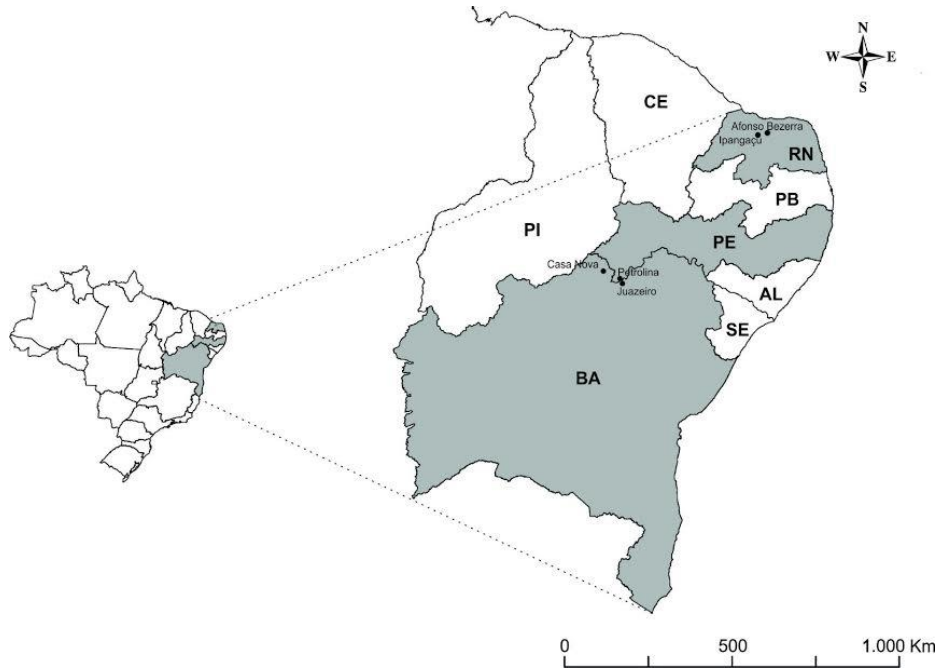 N
W E
S
CE
Afonso Bezerra
Ipangaçù
RN
PB
PI
PE
Casa Nova
Petrolina
Juazeiro
AL
SE
BA
0 500 1.000 Km